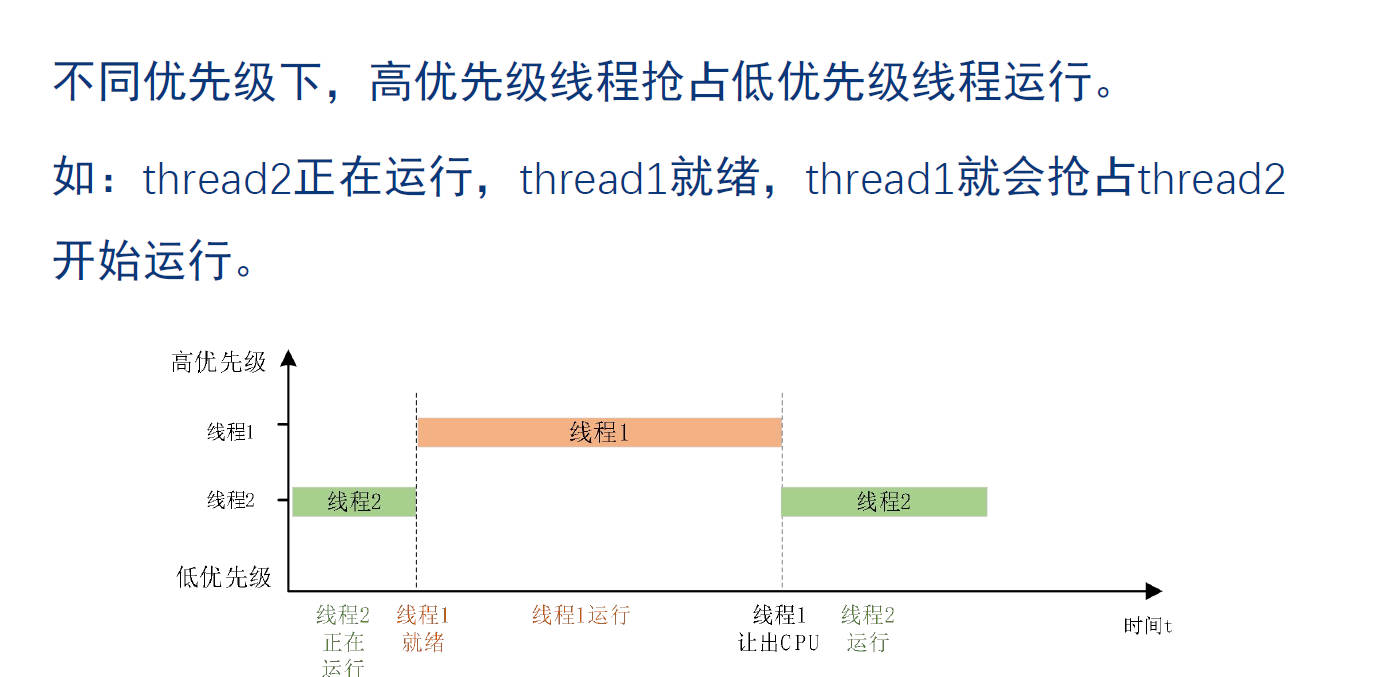 不同优先级下，高优先级线程抢占低优先级线程运行。
如：thread2正在运行，thread1就绪，thread1就会抢占thread2
开始运行。
高优先级
线程1
线程1
线程2
线程2
线程2
低优先级
线程2
正在
运行
线程1
就绪
线程1运行
线程1
让出CPU
线程2
运行
时间t